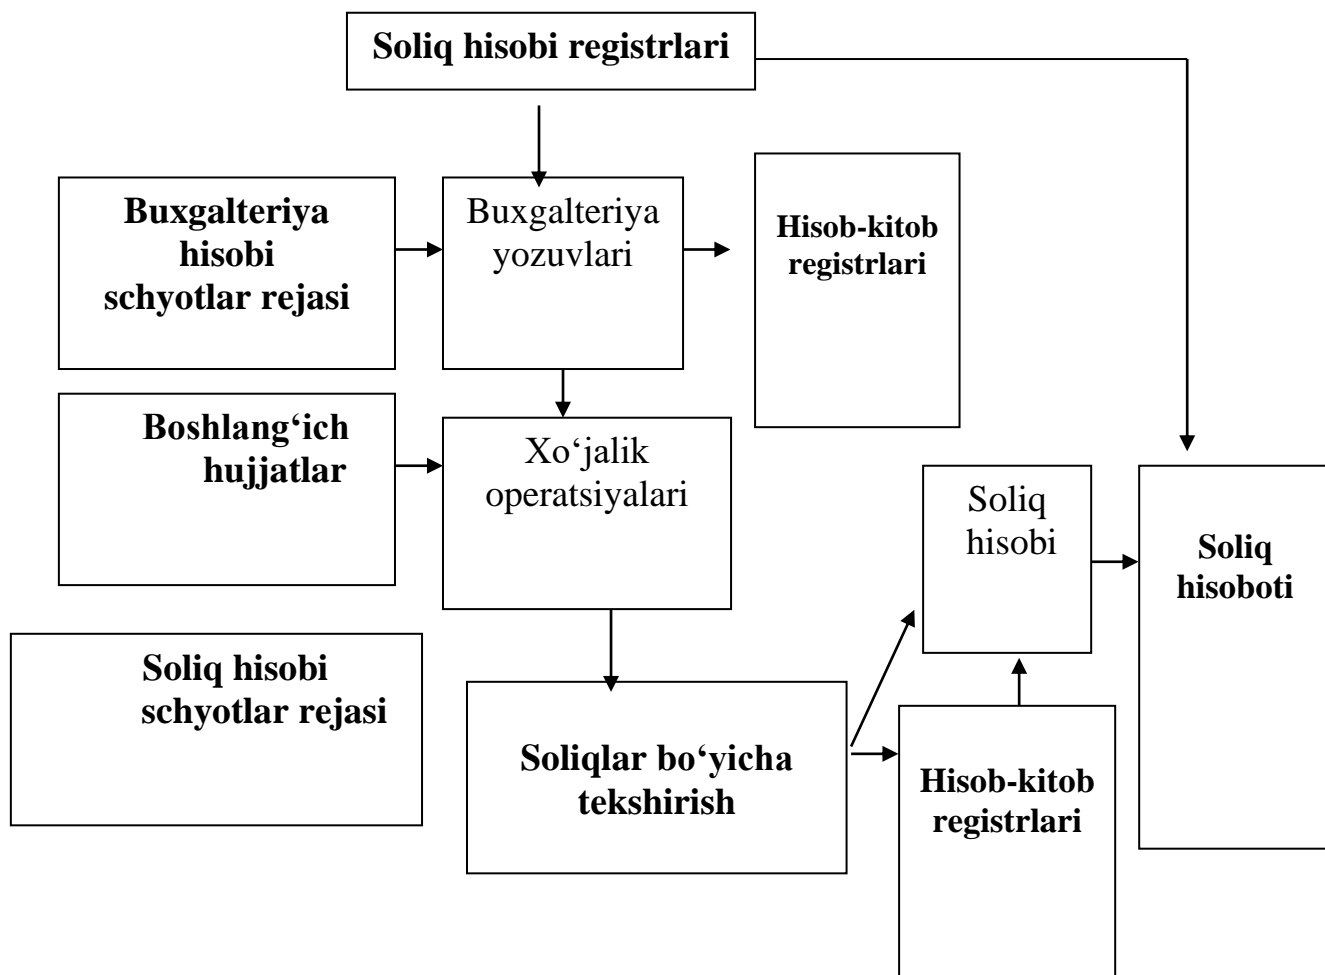 Soliq hisobi registrlari
Buxgalteriya
hisobi
schyotlar rejasi
Buxgalteriya
yozuvlari
Hisob-kitob
registrlari
Boshlang‘ich
hujjatlar
Xo‘jalik
operatsiyalari
Soliq
hisobi
Soliq
hisoboti
Soliq hisobi
schyotlar rejasi
Soliqlar bo‘yicha
tekshirish
Hisob-kitob
registrlari